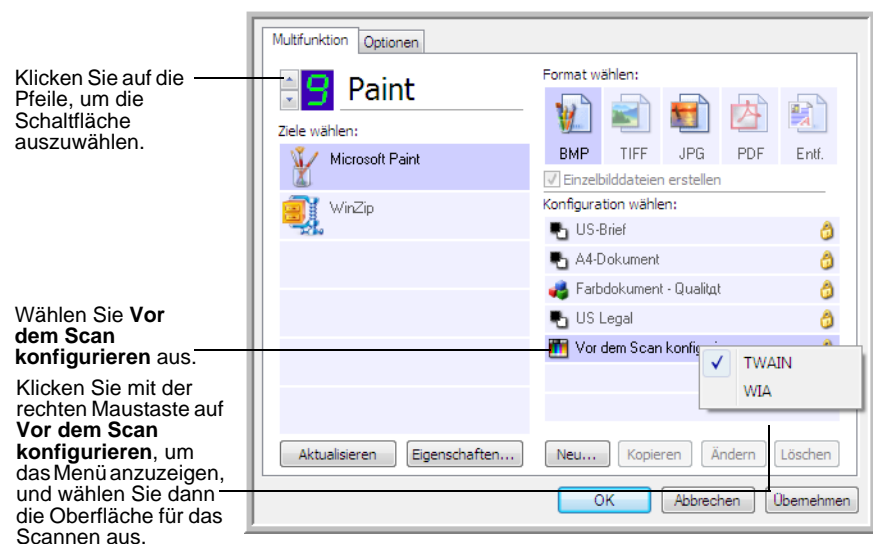 Klicken Sie auf die
Pfeile, um die
Schaltfläche
auszuwählen.
Wählen Sie Vor
dem Scan
konfigurieren aus.
Klicken Sie mit der
rechten Maustaste auf
Vor dem Scan
konfigurieren, um
das Menü anzuzeigen,
und wählen Sie dann
die Oberfläche für das
Scannen aus.
Multifunktion
Optionen
9 Paint
Ziele wählen:
Microsoft Paint
WinZip
Aktualisieren
Eigenschaften...
Format wählen:
BMP TIFF JPG PDF Entf.
Einzelbilddateien erstellen
Konfiguration wählen:
US-Brief
A4-Dokument
Farbdokument - Qualitąt
US Legal
Vor dem Scan
TWAIN
WIA
Neu... Kopieren Ändern Löschen
OK Abbrechen Übernehmen